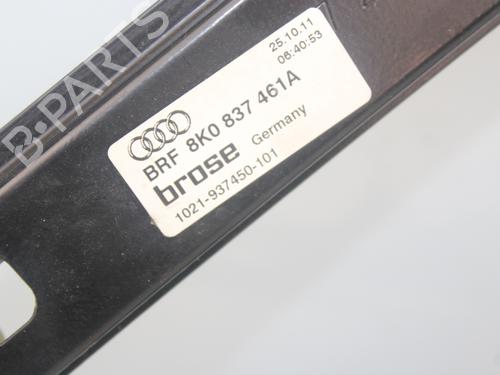 25.10.11
06:40:53
BRF 8K0 837 461A
brose Germany
1021-937450-101
B-PARTS